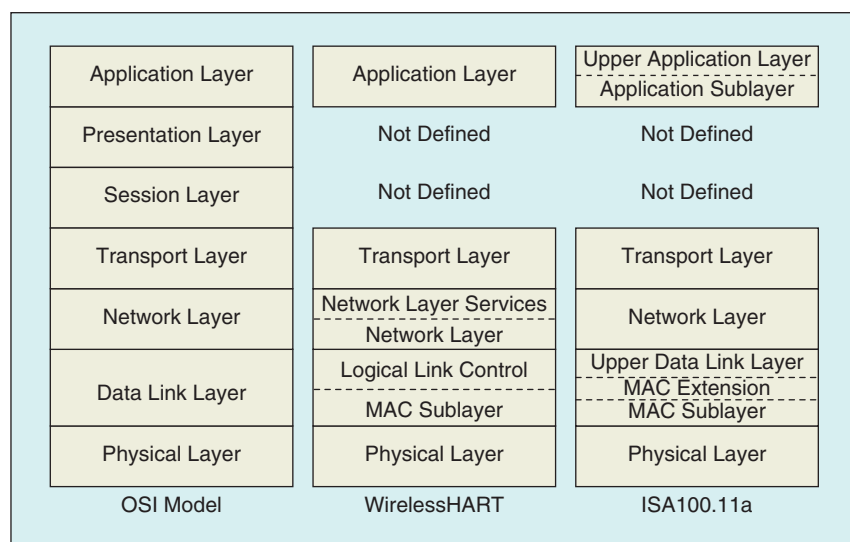 Application Layer
Presentation Layer
Session Layer
Transport Layer
Network Layer
Data Link Layer
Physical Layer
OSI Model
Application Layer
Not Defined
Not Defined
Transport Layer
Network Layer Services
Network Layer
Logical Link Control
MAC Sublayer
Physical Layer
WirelessHART
Upper Application Layer
Application Sublayer
Not Defined
Not Defined
Transport Layer
Network Layer
Upper Data Link Layer
MAC Extension
MAC Sublayer
Physical Layer
ISA100.11a